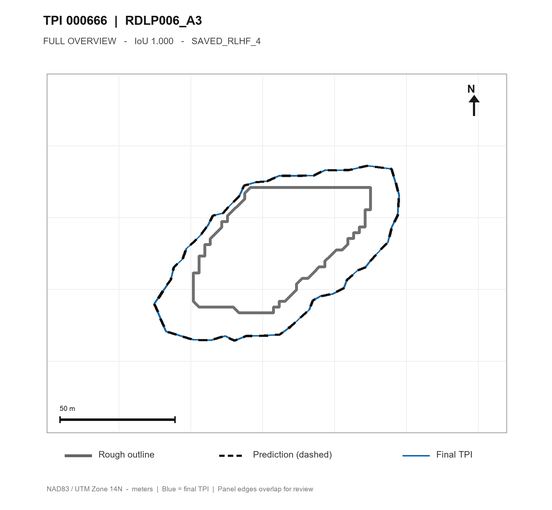 TPI 000666 | RDLP006_A3
FULL OVERVIEW - IoU 1.000 - SAVED_RLHF_4
N
50 m
Rough outline Prediction (dashed) Final TPI
NAD83 / UTM Zone 14N - meters | Blue = final TPI | Panel edges overlap for review